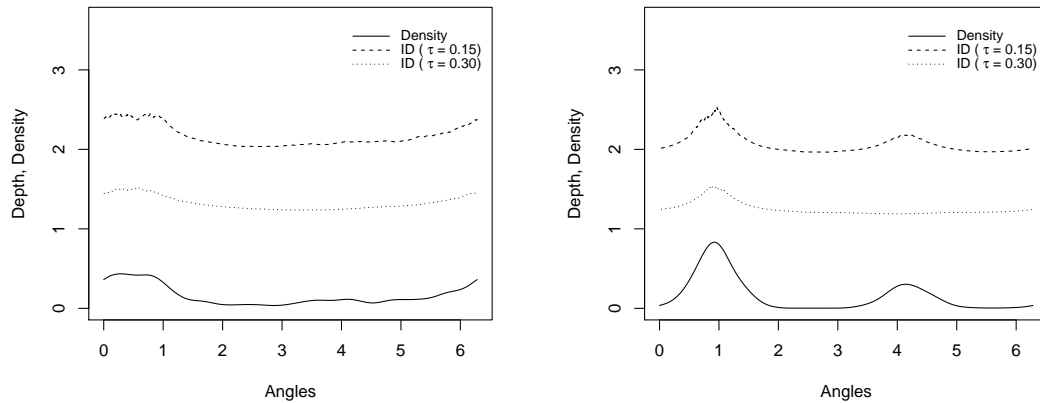 Density
ID ( τ = 0.15)
ID ( τ = 0.30)
Depth, Density
3
2
1
0
0 1 2 3 4 5 6
Angles
Density
ID ( τ = 0.15)
ID ( τ = 0.30)
Depth, Density
3
2
1
0
0 1 2 3 4 5 6
Angles